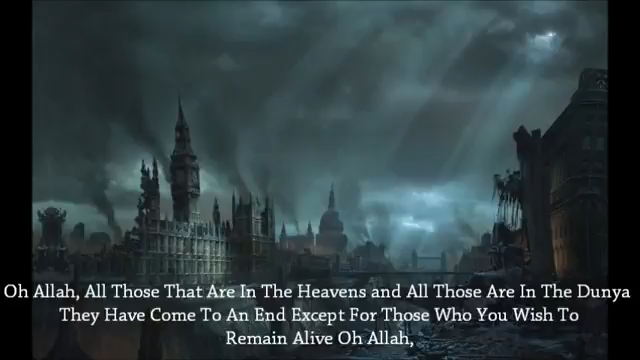 Oh Allah, All Those That Are In The Heavens and All Those Are In The Dunya
They Have Come To An End Except For Those Who You Wish To
Remain Alive Oh Allah,